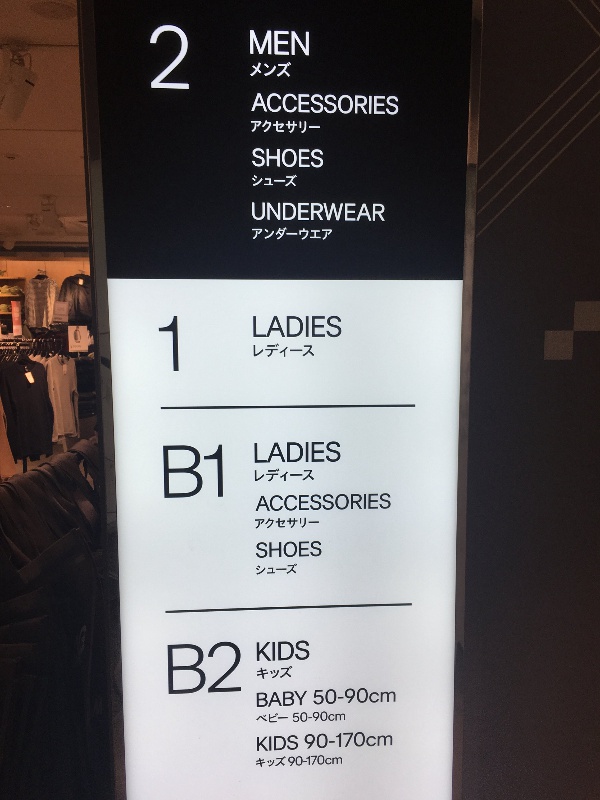 2
MEN
メンズ
ACCESSORIES
アクセサリー
SHOES
シューズ
UNDERWEAR
アンダーウエア
1
LADIES
レディース
B1
LADIES
レディース
ACCESSORIES
アクセサリー
SHOES
シューズ
B2
KIDS
キッズ
BABY 50-90cm
ベビー 50-90cm
KIDS 90-170cm
キッズ 90-170cm